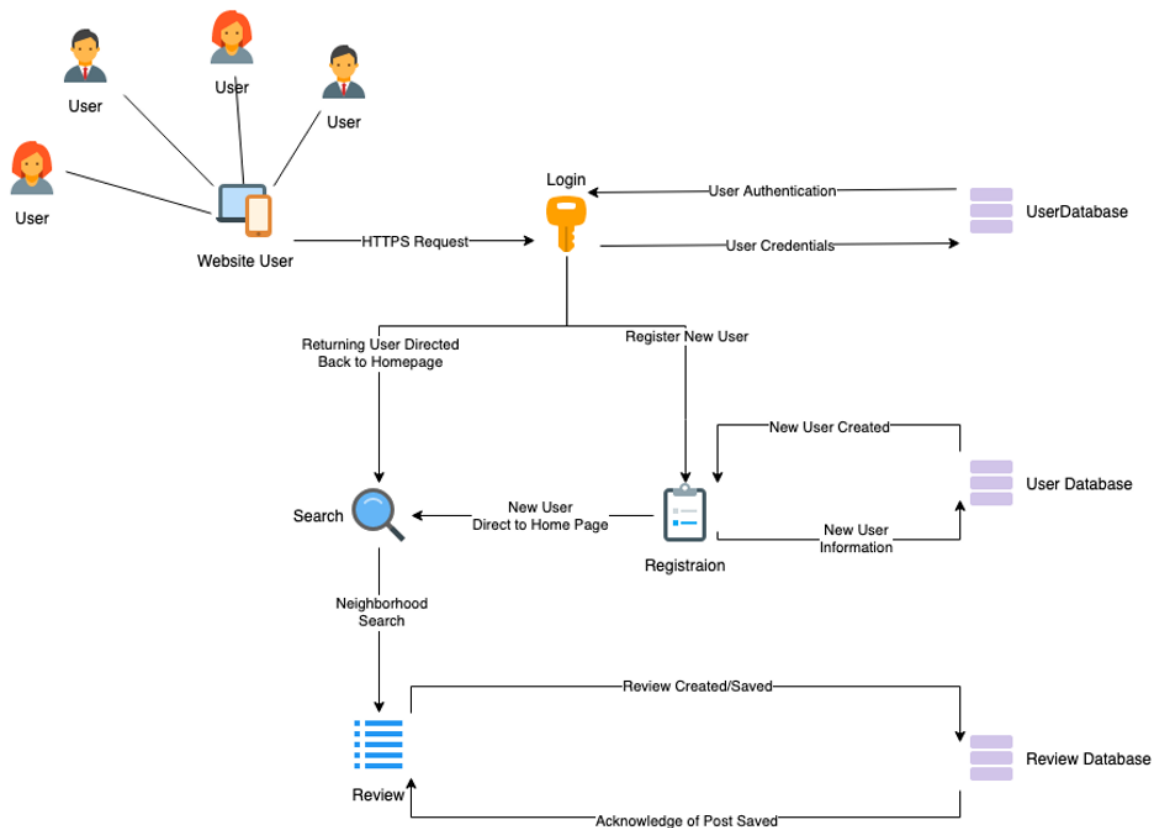 User
User
User
User
Website User
HTTPS Request
Login
User Authentication
User Credentials
UserDatabase
Returning User Directed
Back to Homepage
Register New User
New User Created
User Database
New User
Information
Search
New User
Direct to Home Page
Registraion
Neighborhood
Search
Review Created/Saved
Review Database
Review
Acknowledge of Post Saved